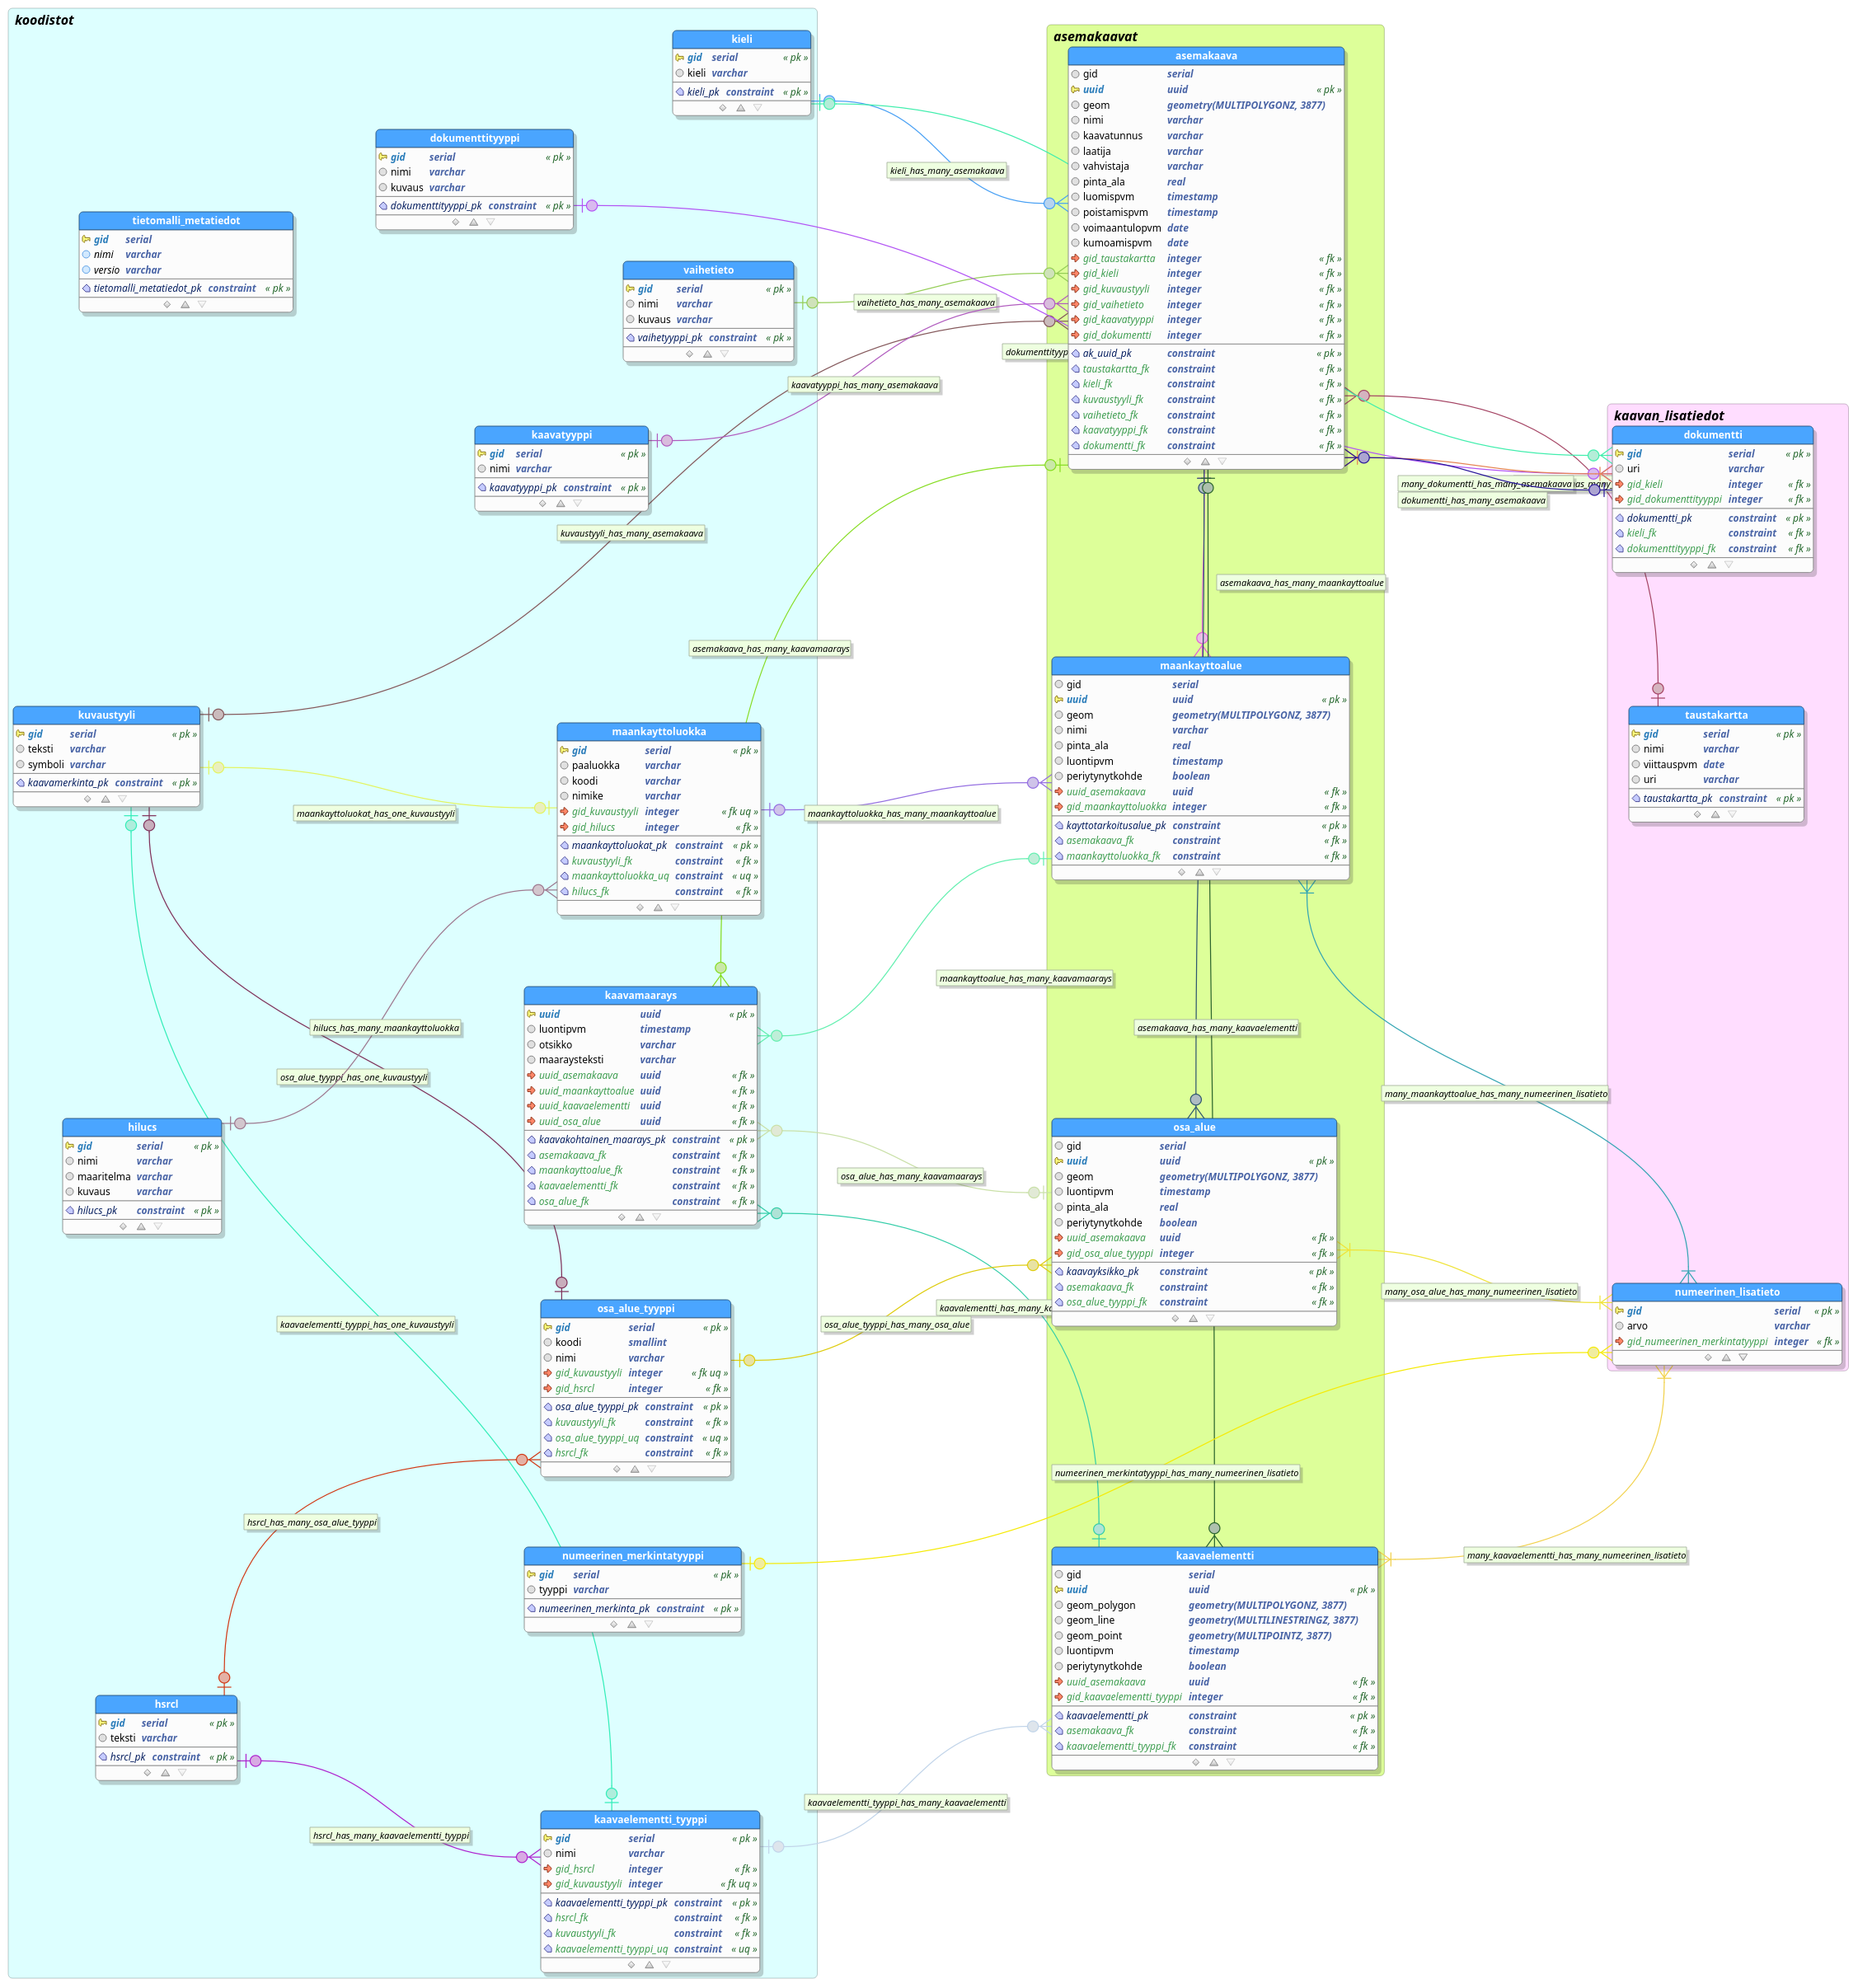 koodistot
kieli
gid serial « pk »
kieli varchar
kieli_pk constraint « pk »
dokumenttityyppi
gid serial « pk »
nimi varchar
kuvaus varchar
dokumenttityyppi_pk constraint « pk »
tietomalli_metatiedot
gid serial
nimi varchar
versio varchar
tietomalli_metatiedot_pk constraint « pk »
vaihetieto
gid serial « pk »
nimi varchar
kuvaus varchar
vaihetyyppi_pk constraint « pk »
kaavatyyppi
gid serial « pk »
nimi varchar
kaavatyyppi_pk constraint « pk »
kuvaustyyli
gid serial « pk »
teksti varchar
symboli varchar
kaavamerkinta_pk constraint « pk »
maankayttoluokka
gid serial « pk »
paaluokka varchar
koodi varchar
nimike varchar
gid_kuvaustyyli integer « fk uq »
gid_hilucs integer « fk »
maankayttoluokat_pk constraint « pk »
kuvaustyyli_fk constraint « fk »
maankayttoluokka_uq constraint « uq »
hilucs_fk constraint « fk »
kaavamaarays
uuid uuid « pk »
luontipvm timestamp
otsikko varchar
maaraysteksti varchar
uuid_asemakaava uuid « fk »
uuid_maankayttoalue uuid « fk »
uuid_kaavaelementti uuid « fk »
uuid_osa_alue uuid « fk »
kaavakohtainen_maarays_pk constraint « pk »
asemakaava_fk constraint « fk »
maankayttoalue_fk constraint « fk »
kaavaelementti_fk constraint « fk »
osa_alue_fk constraint « fk »
hilucs
gid serial « pk »
nimi varchar
maaritelma varchar
kuvaus varchar
hilucs_pk constraint « pk »
osa_alue_tyyppi
gid serial « pk »
koodi smallint
nimi varchar
gid_kuvaustyyli integer « fk uq »
gid_hsrcl integer « fk »
osa_alue_tyyppi_pk constraint « pk »
kuvaustyyli_fk constraint « fk »
osa_alue_tyyppi_uq constraint « uq »
hsrcl_fk constraint « fk »
numeerinen_merkintatyyppi
gid serial « pk »
tyyppi varchar
numeerinen_merkinta_pk constraint « pk »
hsrcl
gid serial « pk »
teksti varchar
hsrcl_pk constraint « pk »
kaavaelementti_tyyppi
gid serial « pk »
nimi varchar
gid_hsrcl integer « fk »
gid_kuvaustyyli integer « fk uq »
kaavaelementti_tyyppi_pk constraint « pk »
hsrcl_fk constraint « fk »
kuvaustyyli_fk constraint « fk »
kaavaelementti_tyyppi_uq constraint « uq »
asemakaavat
asemakaava
gid serial
uuid uuid « pk »
geom geometry(MULTIPOLYGONZ, 3877)
nimi varchar
kaavatunnus varchar
laatija varchar
vahvistaja varchar
pinta_ala real
luomispvm timestamp
poistamispvm timestamp
voimaantulopvm date
kumoamispvm date
gid_taustakartta integer « fk »
gid_kieli integer « fk »
gid_kuvaustyyli integer « fk »
gid_vaihetieto integer « fk »
gid_kaavatyyppi integer « fk »
gid_dokumentti integer « fk »
ak_uuid_pk constraint « pk »
taustakartta_fk constraint « fk »
kieli_fk constraint « fk »
kuvaustyyli_fk constraint « fk »
vaihetieto_fk constraint « fk »
kaavatyyppi_fk constraint « fk »
dokumentti_fk constraint « fk »
maankayttoalue
gid serial
uuid uuid « pk »
geom geometry(MULTIPOLYGONZ, 3877)
nimi varchar
pinta_ala real
luontipvm timestamp
periytynytkohde boolean
uuid_asemakaava uuid « fk »
gid_maankayttoluokka integer « fk »
kayttotarkoitusalue_pk constraint « pk »
asemakaava_fk constraint « fk »
maankayttoluokka_fk constraint « fk »
osa_alue
gid serial
uuid uuid « pk »
geom geometry(MULTIPOLYGONZ, 3877)
luontipvm timestamp
pinta_ala real
periytynytkohde boolean
uuid_asemakaava uuid « fk »
gid_osa_alue_tyyppi integer « fk »
kaavayksikko_pk constraint « pk »
asemakaava_fk constraint « fk »
osa_alue_tyyppi_fk constraint « fk »
kaavaelementti
gid serial
uuid uuid « pk »
geom_polygon geometry(MULTIPOLYGONZ, 3877)
geom_line geometry(MULTILINESTRINGZ, 3877)
geom_point geometry(MULTIPOINTZ, 3877)
luontipvm timestamp
periytynytkohde boolean
uuid_asemakaava uuid « fk »
gid_kaavaelementti_tyyppi integer « fk »
kaavaelementti_pk constraint « pk »
asemakaava_fk constraint « fk »
kaavaelementti_tyyppi_fk constraint « fk »
kaavan_lisatiedot
dokumentti
gid serial « pk »
uri varchar
gid_kieli integer « fk »
gid_dokumenttityyppi integer « fk »
dokumentti_pk constraint « pk »
kieli_fk constraint « fk »
dokumenttityyppi_fk constraint « fk »
taustakartta
gid serial « pk »
nimi varchar
viittauspvm date
uri varchar
taustakartta_pk constraint « pk »
numeerinen_lisatieto
gid serial « pk »
arvo varchar
gid_numeerinen_merkintatyyppi integer « fk »
kieli_has_many_asemakaava
vaihetieto_has_many_asemakaava
dokumenttityyp
kaavatyyppi_has_many_asemakaava
many_dokumentti_has_many_asemakaava
dokumentti_has_many_asemakaava
kuvaustyyli_has_many_asemakaava
asemakaava_has_many_maankayttoalue
asemakaava_has_many_kaavamaarays
maankayttoluokat_has_one_kuvaustyyli
maankayttoluokka_has_many_maankayttoalue
maankayttoalue_has_many_kaavamaarays
hilucs_has_many_maankayttoluokka
asemakaava_has_many_kaavaelementti
osa_alue_tyyppi_has_one_kuvaustyyli
many_maankayttoalue_has_many_numeerinen_lisatieto
osa_alue_has_many_kaavamaarays
many_osa_alue_has_many_numeerinen_lisatieto
kaavalementti_has_many_ka
kaavaelementti_tyyppi_has_one_kuvaustyyli
osa_alue_tyyppi_has_many_osa_alue
numeerinen_merkintatyyppi_has_many_numeerinen_lisatieto
hsrcl_has_many_osa_alue_tyyppi
many_kaavaelementti_has_many_numeerinen_lisatieto
kaavaelementti_tyyppi_has_many_kaavaelementti
hsrcl_has_many_kaavaelementti_tyyppi